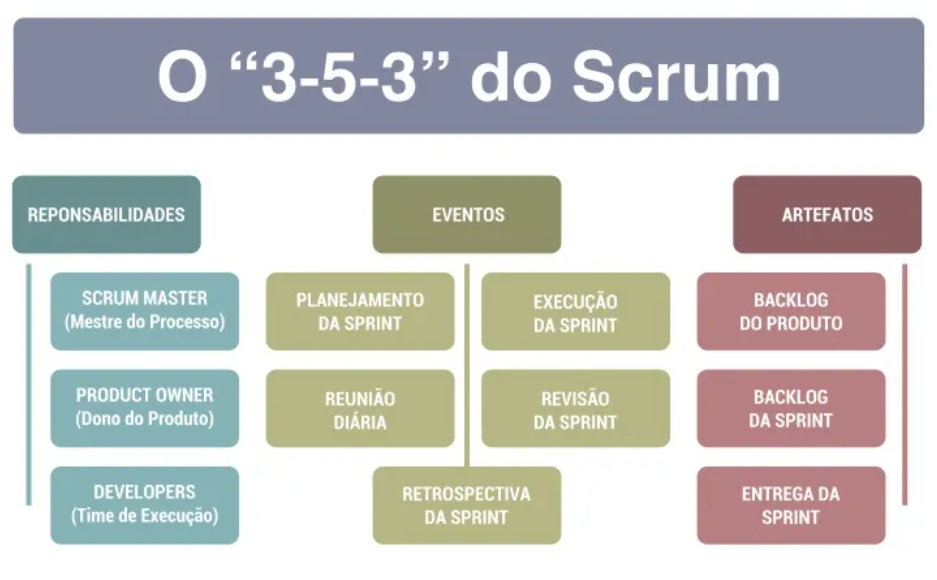 O “3-5-3” do Scrum
REPONSABILIDADES
SCRUM MASTER
(Mestre do Processo)
PRODUCT OWNER
(Dono do Produto)
DEVELOPERS
(Time de Execução)
EVENTOS
PLANEJAMENTO
DA SPRINT
EXECUÇÃO
DA SPRINT
REUNIÃO
DIÁRIA
REVISÃO
DA SPRINT
RETROSPECTIVA
DA SPRINT
ARTEFATOS
BACKLOG
DO PRODUTO
BACKLOG
DA SPRINT
ENTREGA DA
SPRINT